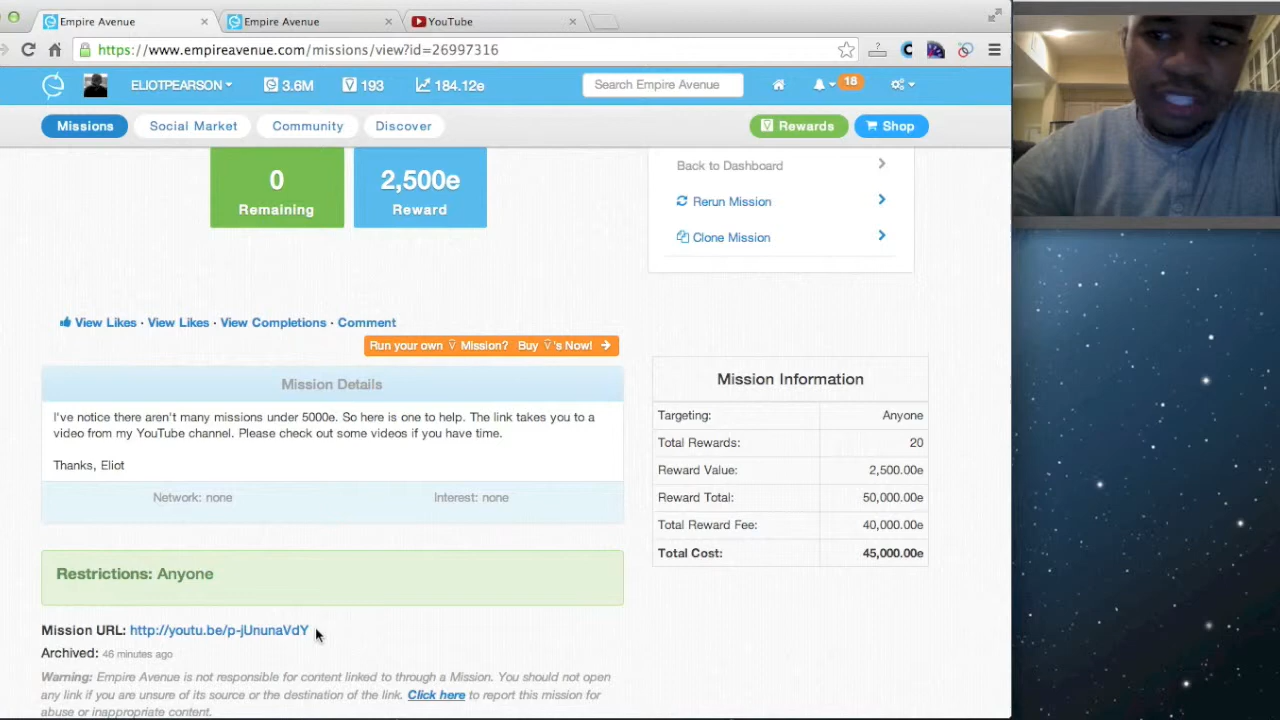 Empire Avenue
Empire Avenue
YouTube
https://www.empireavenue.com/missions/view?id=26997316
ELIOTPEARSON
3.6M
193
184.12e
Search Empire Avenue
18
Missions
Social Market
Community
Discover
Rewards
Shop
0
Remaining
2,500e
Reward
Back to Dashboard
Rerun Mission
Clone Mission
View Likes · View Likes · View Completions · Comment
Run your own V Mission? Buy V's Now!
Mission Details
I've notice there aren't many missions under 5000e. So here is one to help. The link takes you to a
video from my YouTube channel. Please check out some videos if you have time.
Thanks, Eliot
Network: none
Interest: none
Restrictions: Anyone
Mission URL: http://youtu.be/p-jUnunaVdY
Archived: 46 minutes ago
Warning: Empire Avenue is not responsible for content linked to through a Mission. You should not open
any link if you are unsure of its source or the destination of the link. Click here to report this mission for
abuse or inappropriate content.
Mission Information
Targeting: Anyone
Total Rewards: 20
Reward Value: 2,500.00e
Reward Total: 50,000.00e
Total Reward Fee: 40,000.00e
Total Cost: 45,000.00e